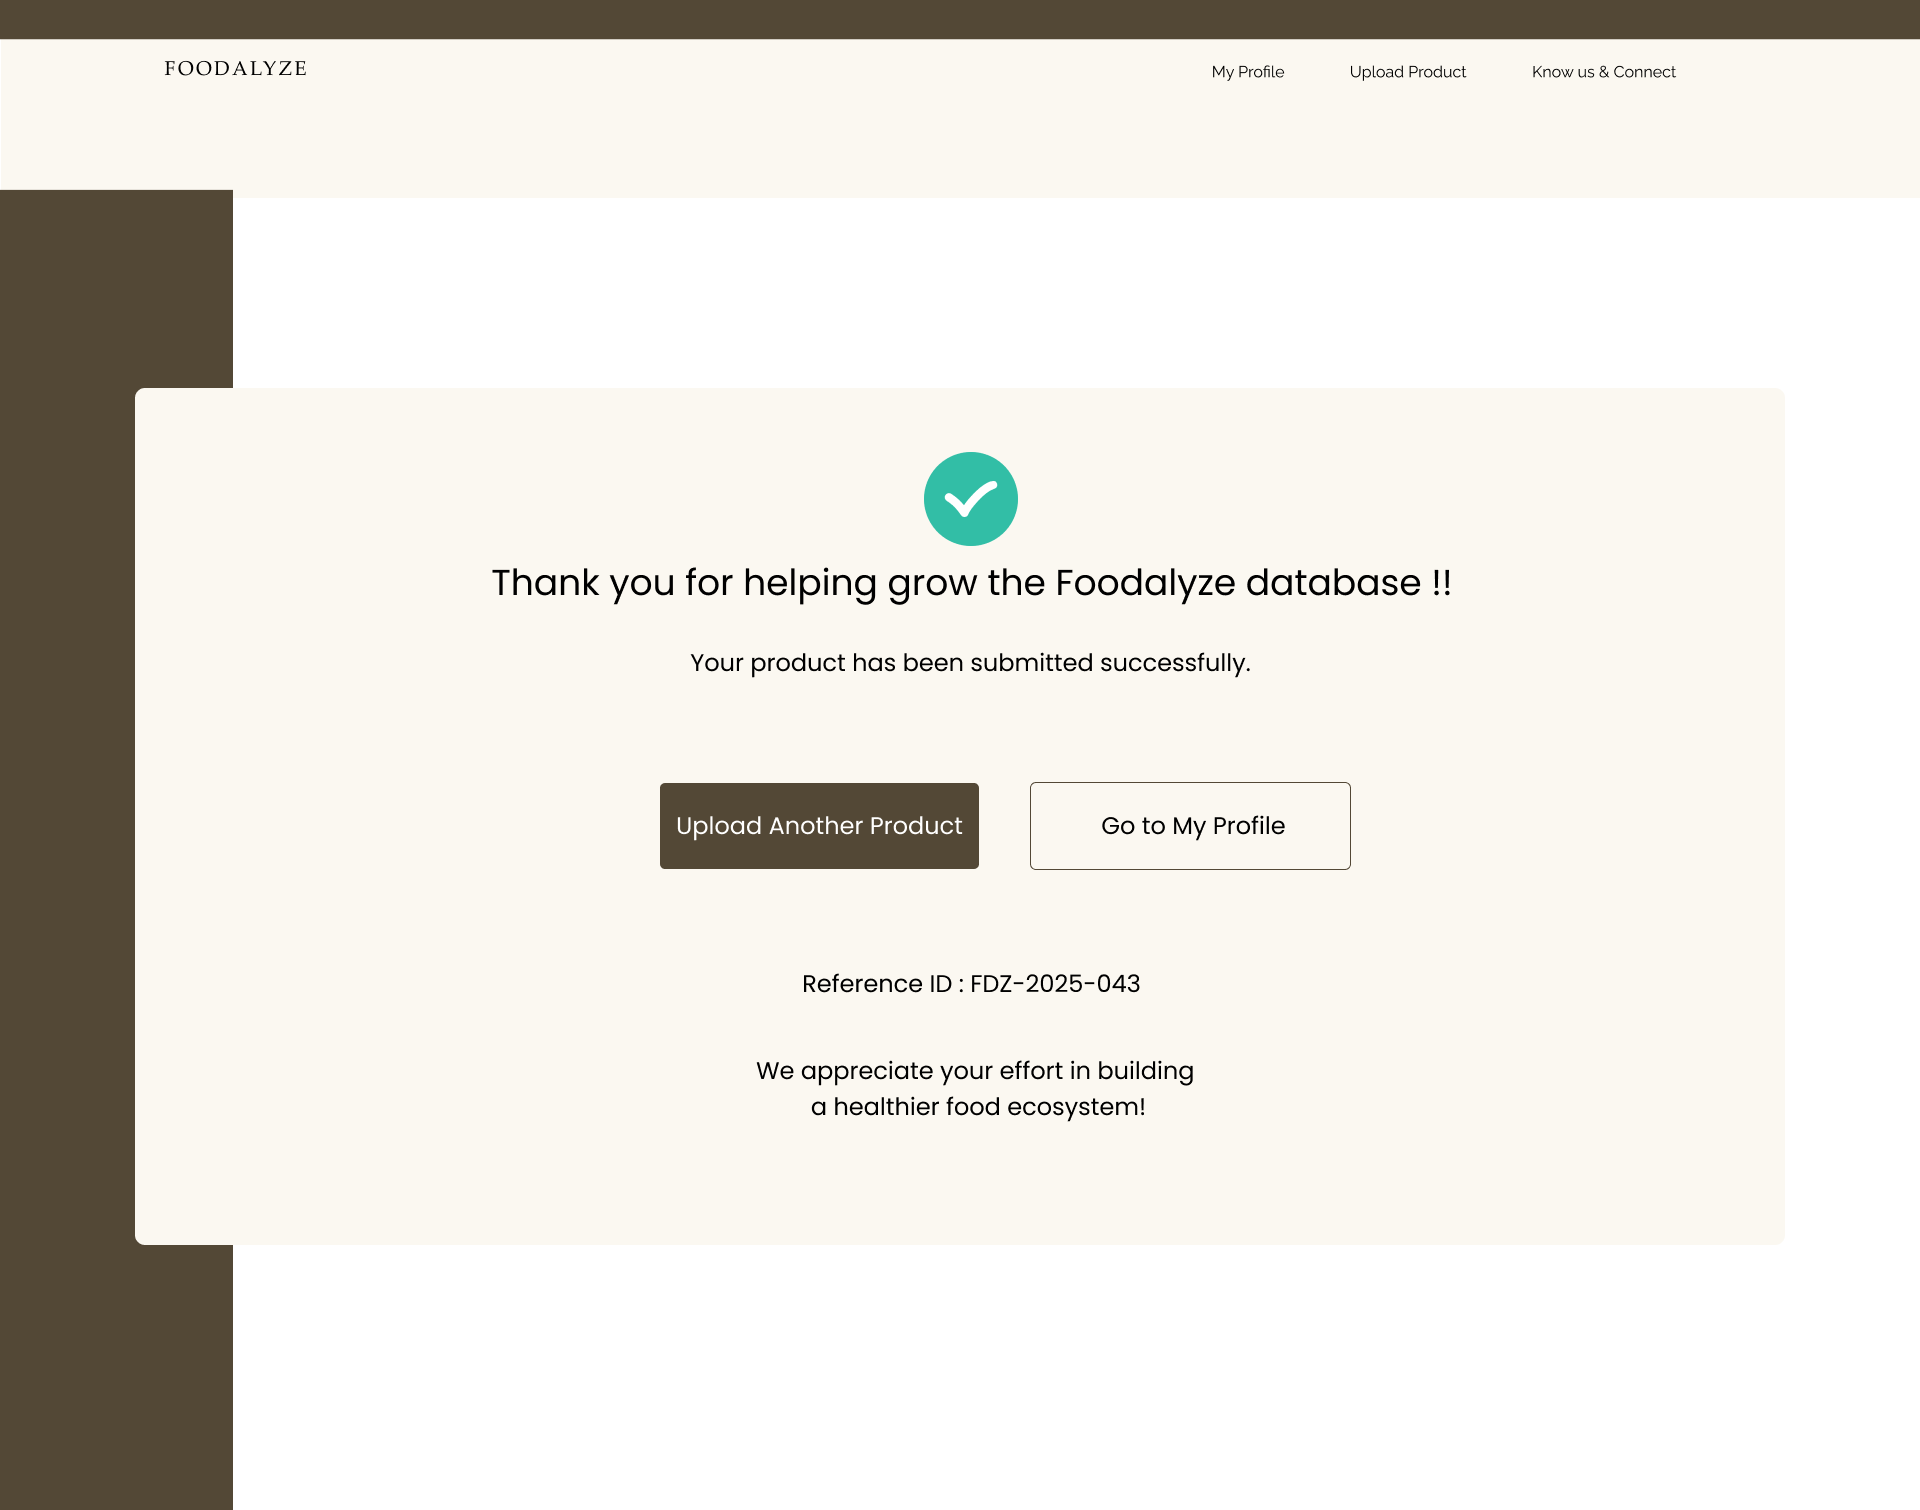 FOODALYZE
My Profile
Upload Product
Know us & Connect
Thank you for helping grow the Foodalyze database !!
Your product has been submitted successfully.
Upload Another Product
Go to My Profile
Reference ID : FDZ-2025-043
We appreciate your effort in building
a healthier food ecosystem!